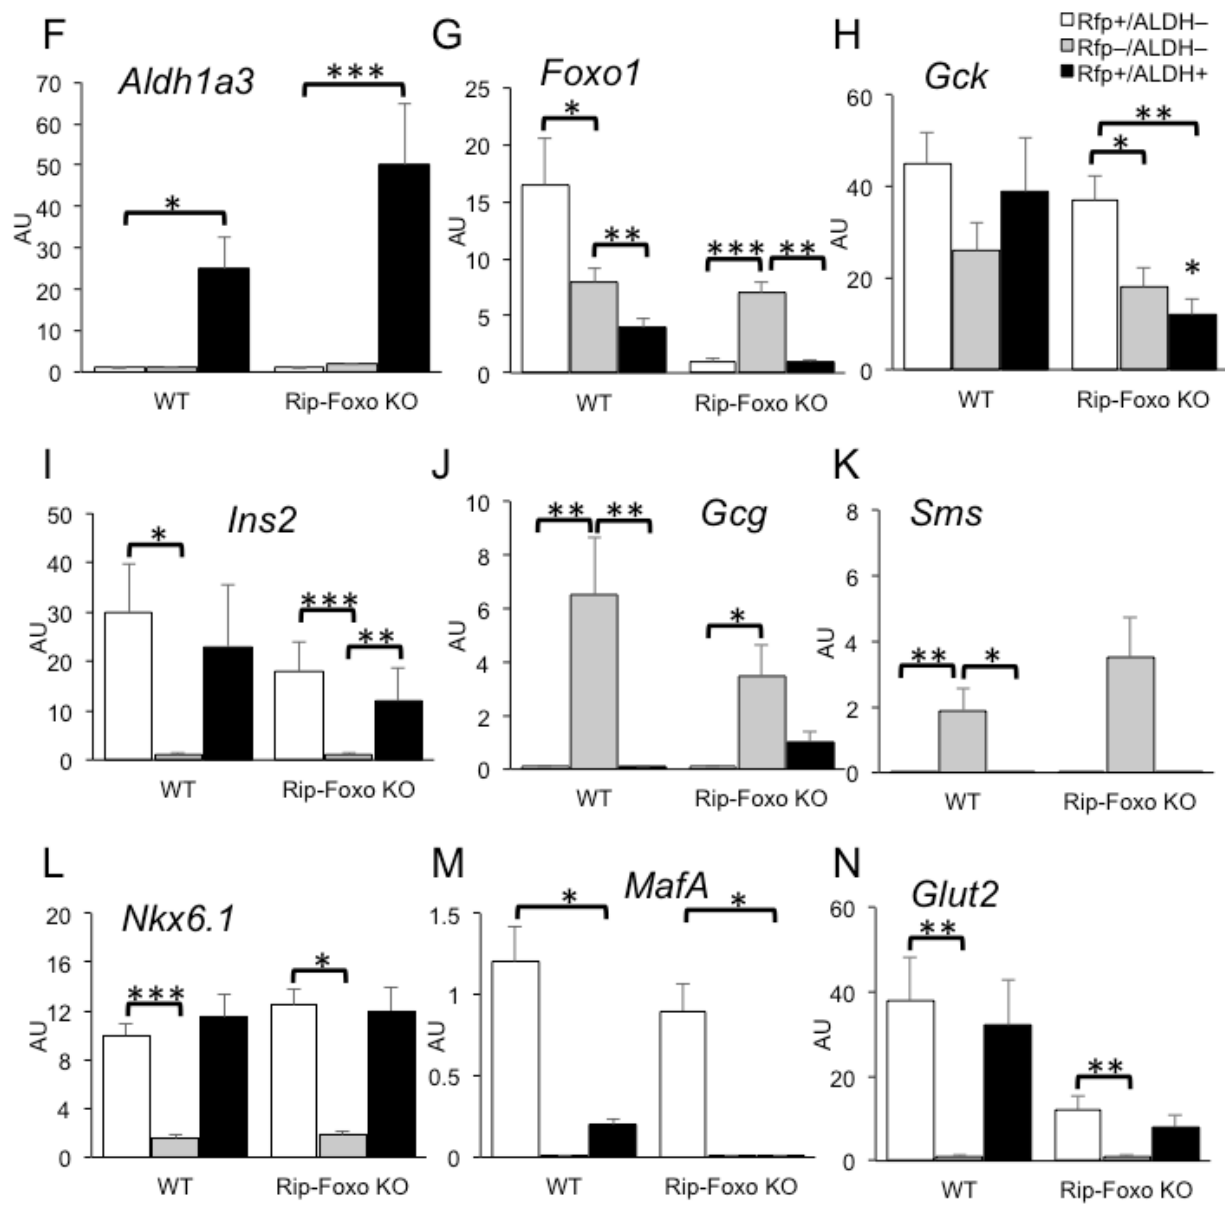 F
G
H
Rfp+/ALDH–
Rfp–/ALDH–
Rfp+/ALDH+
Aldh1a3
Foxo1
Gck
70
60
50
40
30
20
10
0
AU
*
***
WT
Rip-Foxo KO
25
20
15
10
5
0
AU
*
**
***
**
WT
Rip-Foxo KO
60
40
20
0
AU
**
*
*
WT
Rip-Foxo KO
I
J
K
Ins2
Gcg
Sms
50
40
30
20
10
0
AU
*
***
**
WT
Rip-Foxo KO
10
8
6
4
2
0
AU
**
**
*
WT
Rip-Foxo KO
8
6
4
2
0
AU
**
*
WT
Rip-Foxo KO
L
M
N
Nkx6.1
MafA
Glut2
20
16
12
8
4
0
AU
***
*
WT
Rip-Foxo KO
1.5
1
0.5
0
AU
*
*
WT
Rip-Foxo KO
60
40
20
0
AU
**
**
WT
Rip-Foxo KO